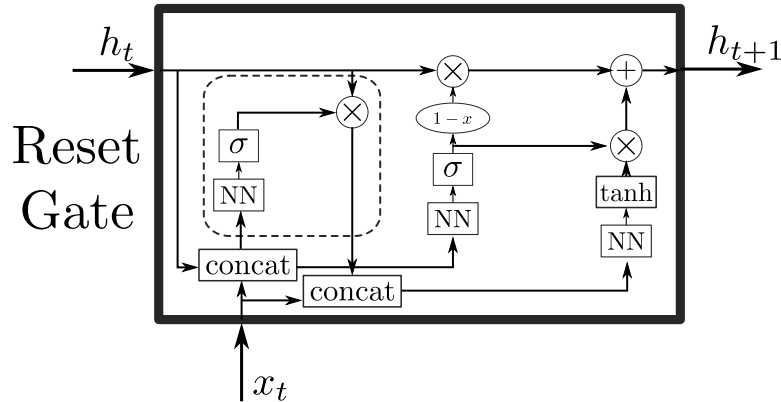 h_t
h_{t+1}
×
+
×
1 − x
Reset
Gate
σ
σ
×
NN
NN
tanh
NN
concat
concat
x_t